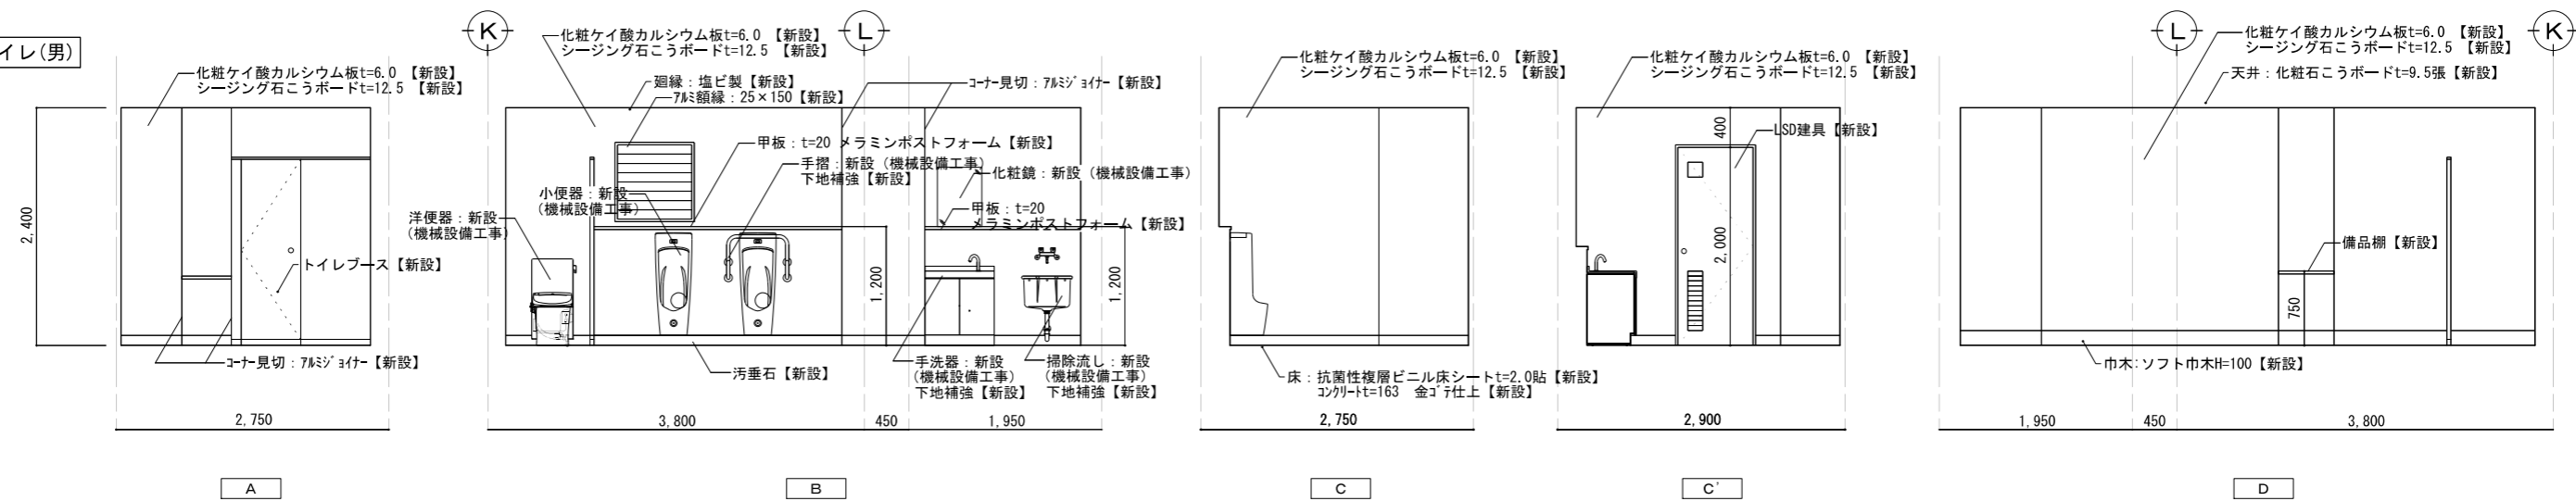 イレ(男)
化粧ケイ酸カルシウム板t=6.0 【新設】
シージング石こうボードt=12.5 【新設】
2,400
トイレブース【新設】
コーナー見切：アルミジョイナー【新設】
2,750
A
K
L
化粧ケイ酸カルシウム板t=6.0 【新設】
シージング石こうボードt=12.5 【新設】
廻縁：塩ビ製【新設】
アルミ額縁：25×150【新設】
コーナー見切：アルミジョイナー【新設】
甲板：t=20 メラミンポストフォーム【新設】
手摺：新設（機械設備工事）
下地補強【新設】
化粧鏡：新設（機械設備工事）
小便器：新設
（機械設備工事）
洋便器：新設
（機械設備工事）
甲板：t=20
メラミンポストフォーム【新設】
1,200
1,200
汚垂石【新設】
手洗器：新設
（機械設備工事）
下地補強【新設】
掃除流し：新設
（機械設備工事）
下地補強【新設】
3,800
450
1,950
B
化粧ケイ酸カルシウム板t=6.0 【新設】
シージング石こうボードt=12.5 【新設】
床：抗菌性複層ビニル床シートt=2.0貼【新設】
コンクリートt=163 金ゴテ仕上【新設】
2,750
C
化粧ケイ酸カルシウム板t=6.0 【新設】
シージング石こうボードt=12.5 【新設】
400
LSD建具【新設】
2,000
2,900
C'
L
K
化粧ケイ酸カルシウム板t=6.0 【新設】
シージング石こうボードt=12.5 【新設】
天井：化粧石こうボードt=9.5張【新設】
備品棚【新設】
750
巾木：ソフト巾木H=100【新設】
1,950
450
3,800
D